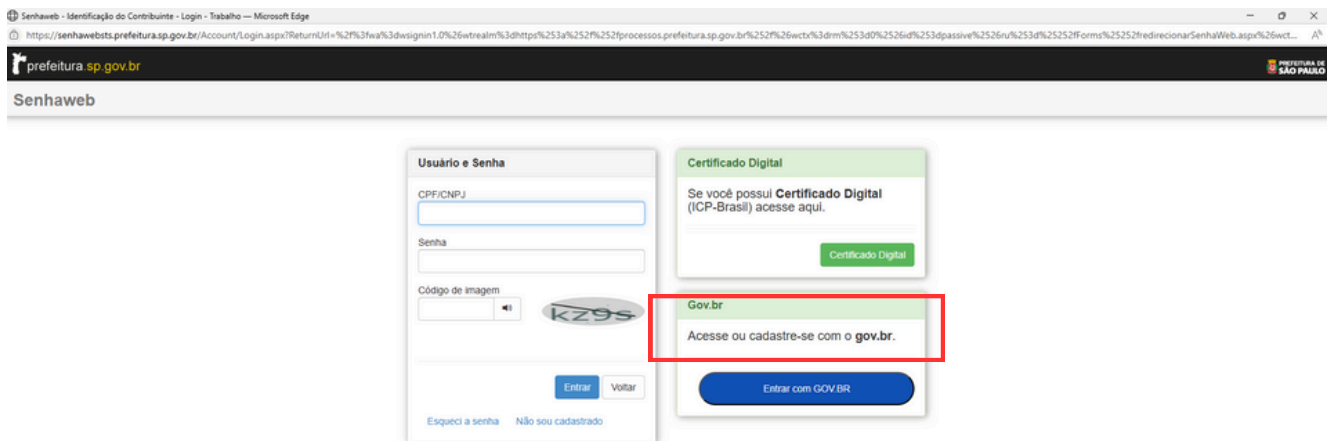 Senhaweb - Identificação do Contribuinte - Login - Trabalho — Microsoft Edge
https://senhawebsts.prefeitura.sp.gov.br/Account/Login.aspx?ReturnUrl=%2f%3fwa%3dwsignin1.0%26wtrealm%3dhttps%253a%252f%252fprocessos.prefeitura.sp.gov.br%252f%26wctx%3drm%253d0%2526id%253dpassive%2526ru%253d%25252fForms%25252fredirecionarSenhaWeb.aspx%26wct...
prefeitura.sp.gov.br
PREFEITURA DE
SÃO PAULO
Senhaweb
Usuário e Senha
CPF/CNPJ
Senha
Código de imagem
kz9s
Entrar
Voltar
Esqueci a senha
Não sou cadastrado
Certificado Digital
Se você possui Certificado Digital
(ICP-Brasil) acesse aqui.
Certificado Digital
Gov.br
Acesse ou cadastre-se com o gov.br.
Entrar com GOV.BR